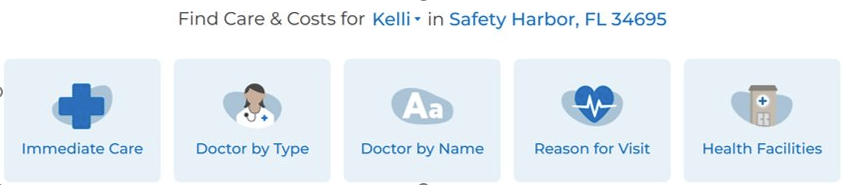 Find Care & Costs for Kelli in Safety Harbor, FL 34695
Immediate Care
Doctor by Type
Aa
Doctor by Name
Reason for Visit
Health Facilities